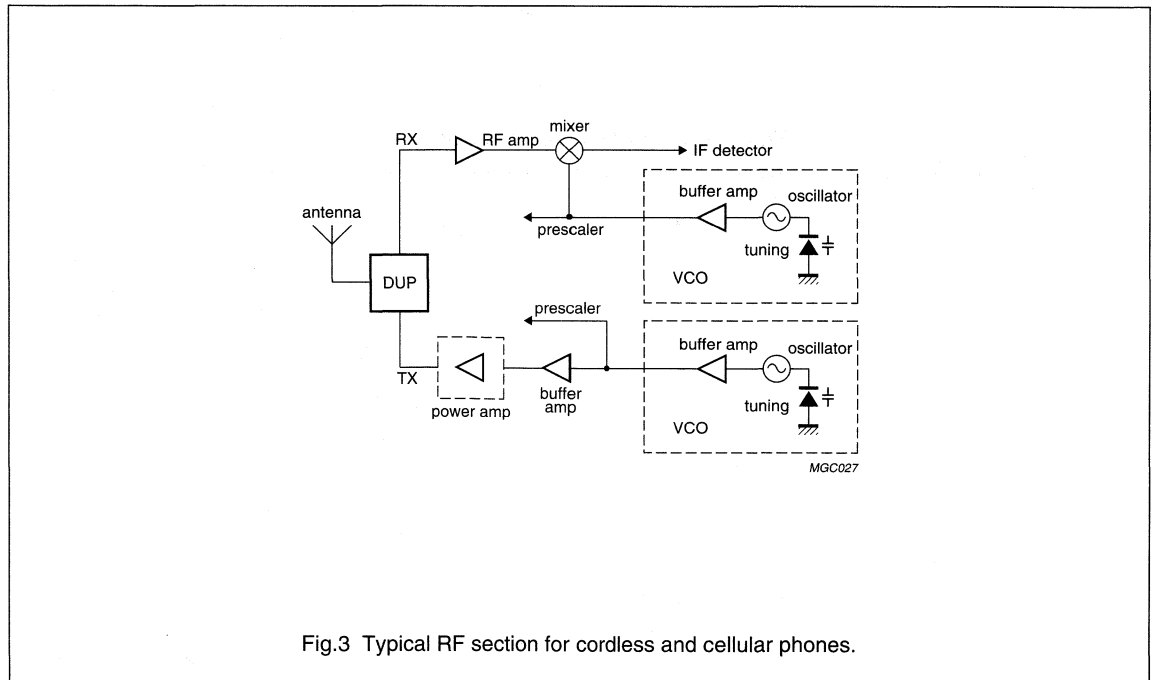 mixer
RX
RF amp
IF detector
buffer amp
oscillator
antenna
prescaler
tuning
DUP
VCO
prescaler
buffer amp
oscillator
TX
buffer
amp
tuning
power amp
VCO
MGC027
Fig.3 Typical RF section for cordless and cellular phones.